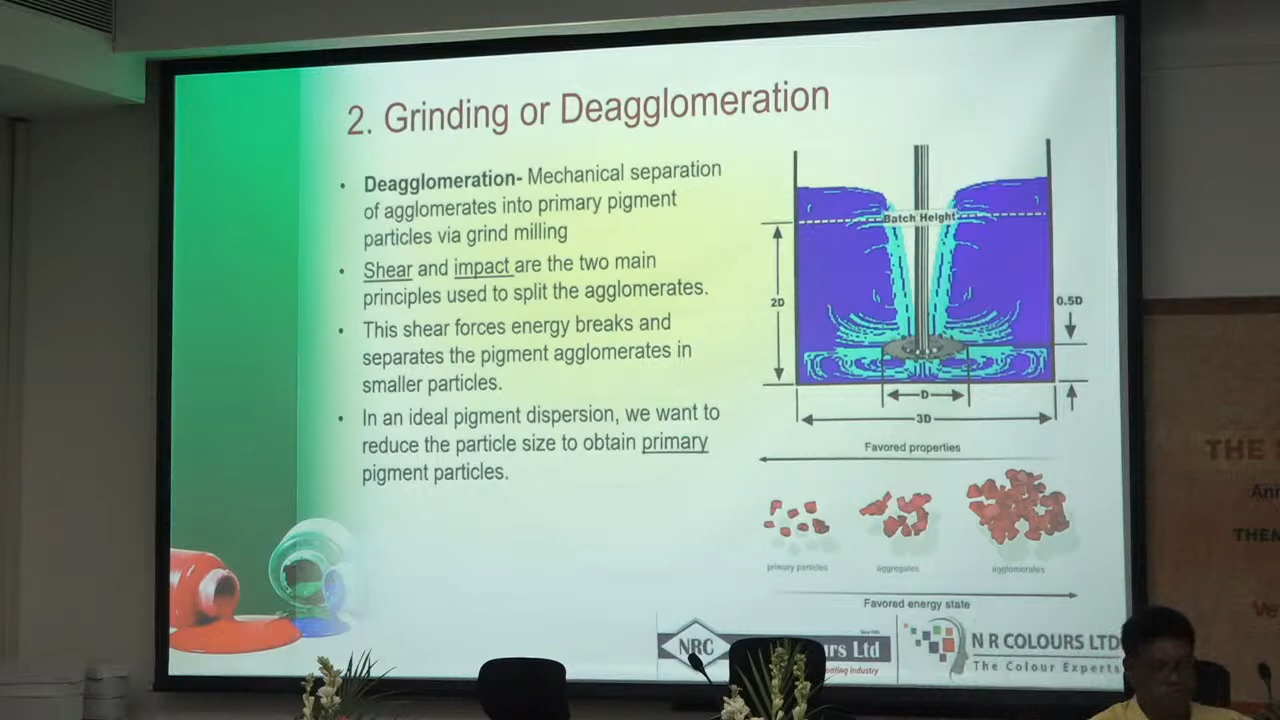 2. Grinding or Deagglomeration
• Deagglomeration- Mechanical separation
of agglomerates into primary pigment
particles via grind milling
• Shear and impact are the two main
principles used to split the agglomerates.
• This shear forces energy breaks and
separates the pigment agglomerates in
smaller particles.
• In an ideal pigment dispersion, we want to
reduce the particle size to obtain primary
pigment particles.
Batch Height
2D
0.5D
D
3D
Favored properties
primary particles
aggregates
agglomerates
Favored energy state
NRC
Ltd
Industry
N R COLOURS LTD
The Colour Experts
THE